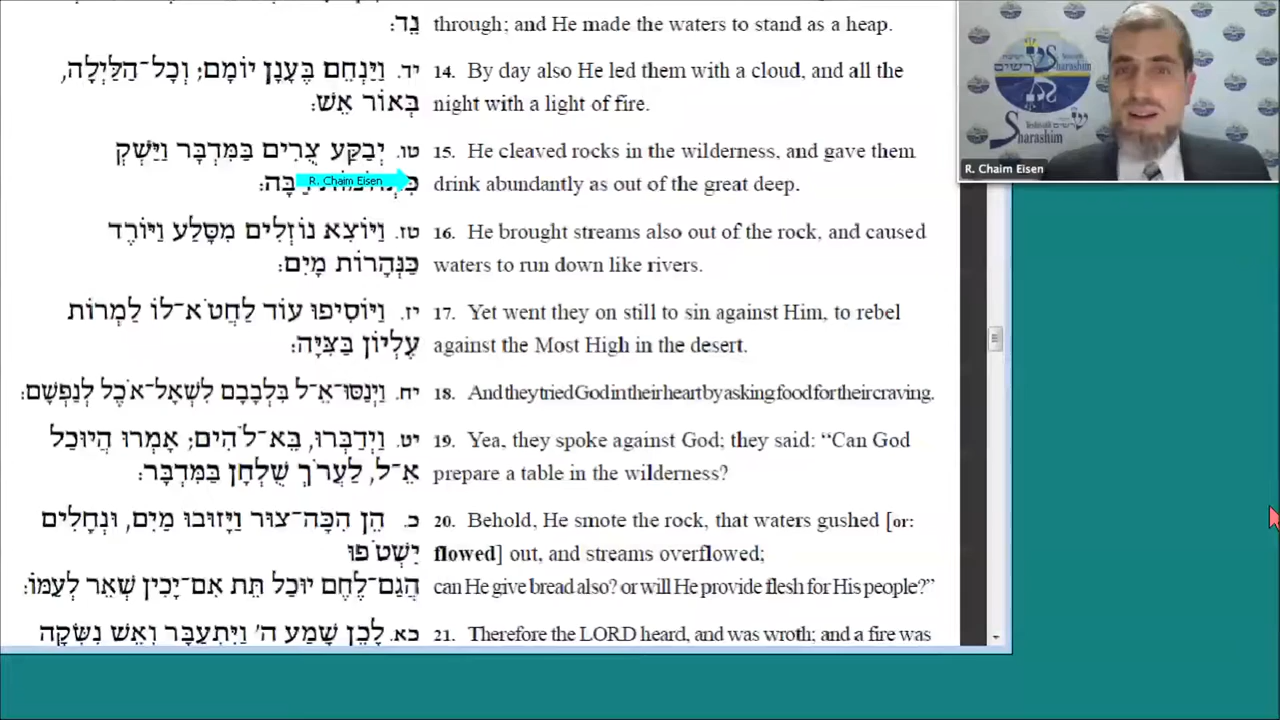 through; and He made the waters to stand as a heap.
נֵד:
יד. וַיַּנְחֵם בֶּעָנָן יוֹמָם; וְכָל־הַלַּיְלָה,
14. By day also He led them with a cloud, and all the
בְּאוֹר אֵשׁ:
night with a light of fire.
טו. יְבַקַּע צֻרִים בַּמִּדְבָּר וַיַּשְׁקְ
15. He cleaved rocks in the wilderness, and gave them
R. Chaim Eisen
drink abundantly as out of the great deep.
טז. וַיּוֹצִא נוֹזְלִים מִסָּלַע וַיּוֹרֶד
16. He brought streams also out of the rock, and caused
כַּנְּהָרוֹת מָיִם:
waters to run down like rivers.
יז. וַיּוֹסִיפוּ עוֹד לַחֲטֹא־לוֹ לַמְרוֹת
17. Yet went they on still to sin against Him, to rebel
עֶלְיוֹן בַּצִּיָּה:
against the Most High in the desert.
יח. וַיְנַסּוּ־אֵ־ל בִּלְבָבָם לִשְׁאָל־אֹכֶל לְנַפְשָׁם:
18. And they tried God in their heart by asking food for their craving.
יט. וַיְדַבְּרוּ, בֵּא־לֹהִים; אָמְרוּ הֲיוּכַל
19. Yea, they spoke against God; they said: “Can God
אֵ־ל, לַעֲרֹךְ שֻׁלְחָן בַּמִּדְבָּר:
prepare a table in the wilderness?
כ. הֵן הִכָּה־צוּר וַיָּזוּבוּ מַיִם, וּנְחָלִים
20. Behold, He smote the rock, that waters gushed [or:
יִשְׁטֹפוּ
flowed] out, and streams overflowed;
הֲגַם־לֶחֶם יוּכַל תֵּת אִם־יָכִין שְׁאֵר לְעַמּוֹ:
can He give bread also? or will He provide flesh for His people?”
כא. לָכֵן שָׁמַע ה' וַיִּתְעַבָּר וְאֵשׁ נִשְּׂקָה
21. Therefore the LORD heard, and was wroth; and a fire was
Sharashim
שרשים
Yeshivath שרשים
Sharashim
R. Chaim Eisen